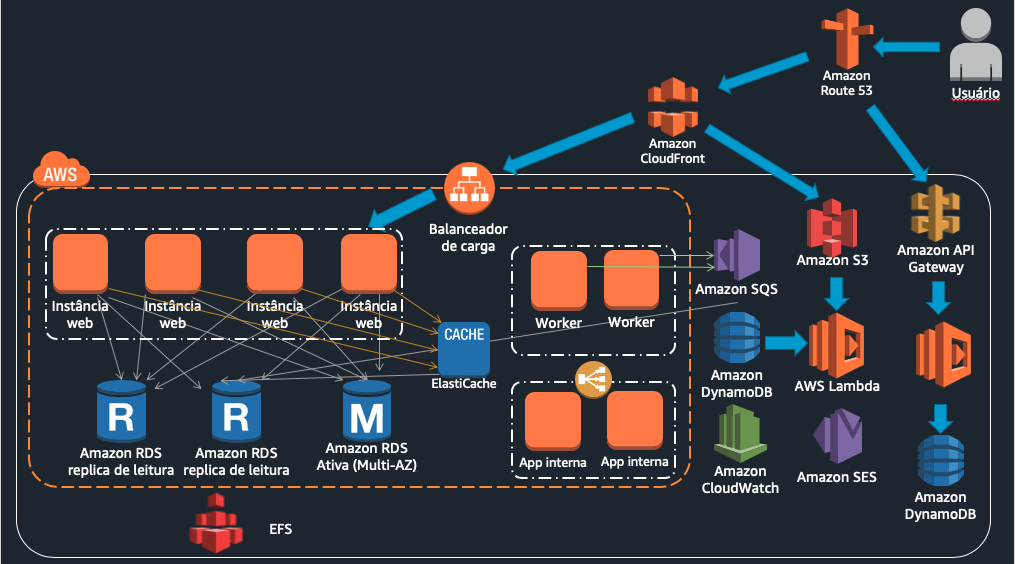 Amazon
Route 53
Usuário
Amazon
CloudFront
AWS
Balanceador
de carga
Amazon S3
Amazon API
Gateway
Amazon SQS
Instância
web
Instância
web
Instância
web
Instância
web
Worker
Worker
CACHE
ElastiCache
Amazon
DynamoDB
AWS Lambda
R
R
M
Amazon RDS
replica de leitura
Amazon RDS
replica de leitura
Amazon RDS
Ativa (Multi-AZ)
App interna
App interna
Amazon
CloudWatch
Amazon SES
Amazon
DynamoDB
EFS